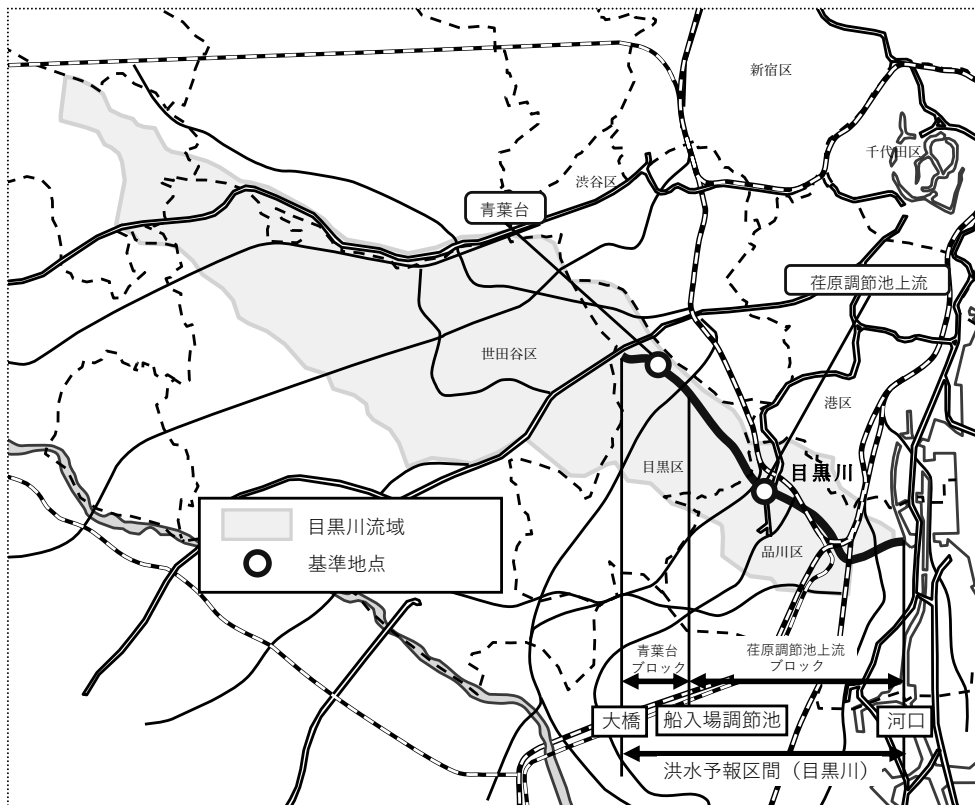 新宿区
千代田区
渋谷区
青葉台
荏原調節池上流
世田谷区
港区
目黒区
目黒川
目黒川流域
基準地点
品川区
青葉台
ブロック
荏原調節池上流
ブロック
大橋
船入場調節池
河口
洪水予報区間（目黒川）